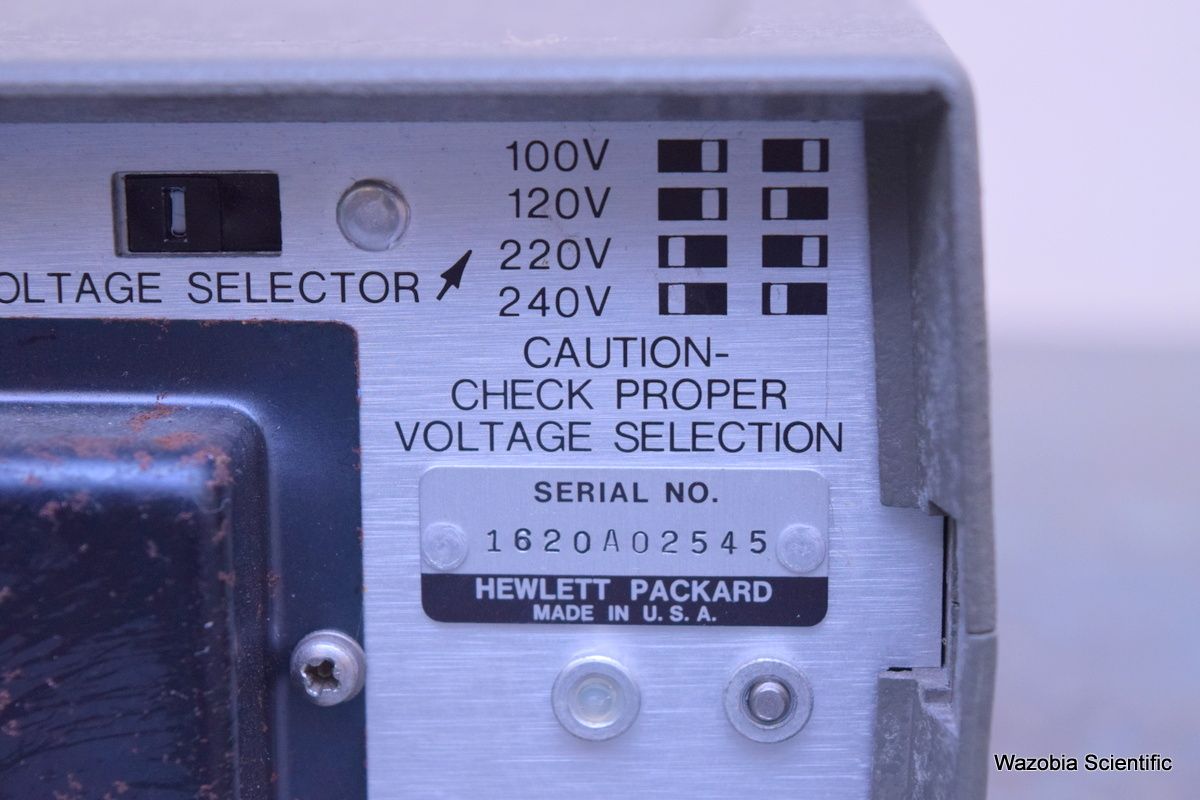 100V
120V
220V
240V
OLTAGE SELECTOR
CAUTION-
CHECK PROPER
VOLTAGE SELECTION
SERIAL NO.
1620A02545
HEWLETT PACKARD
MADE IN U.S.A.
Wazobia Scientific